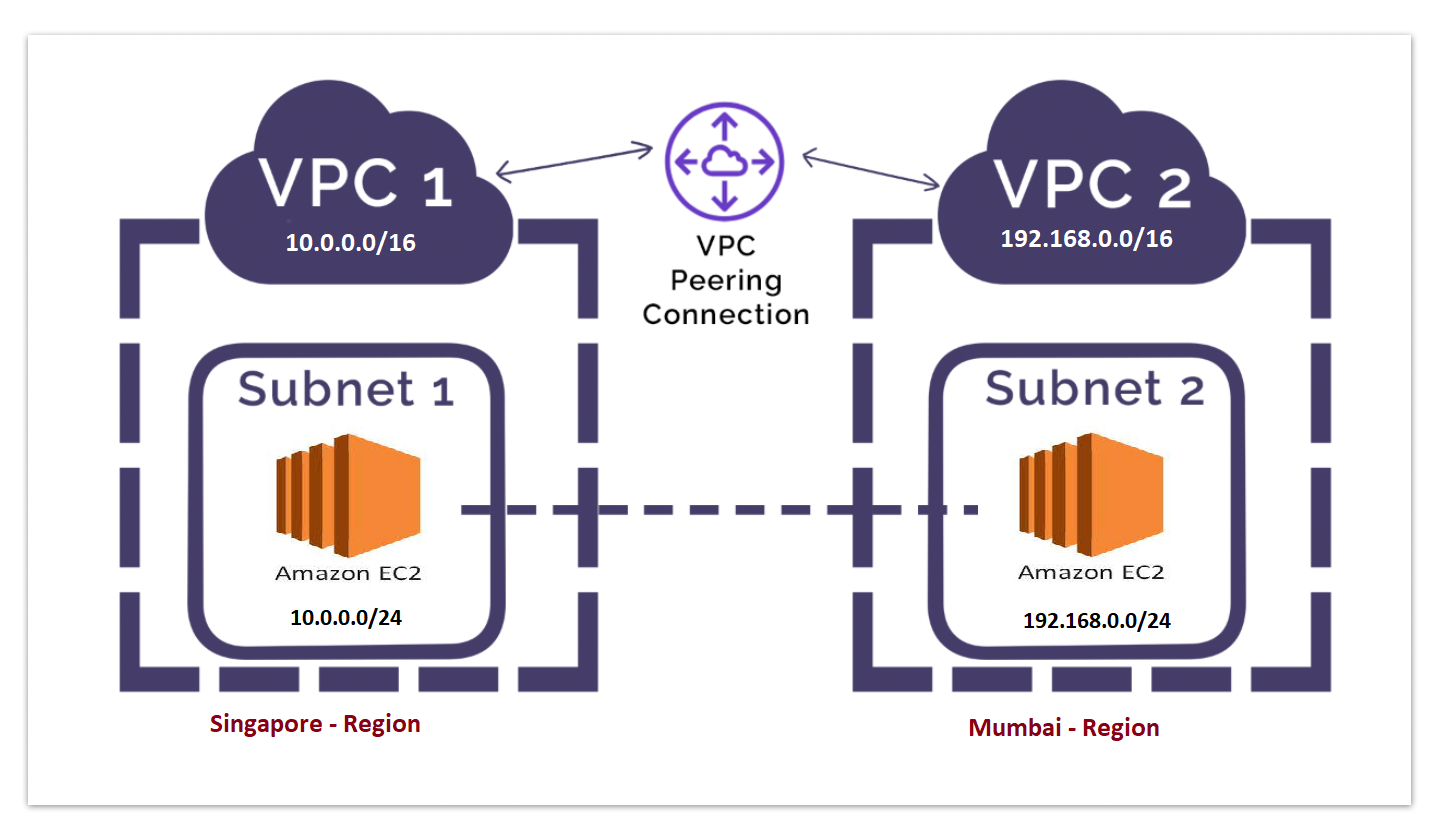 VPC 1
10.0.0.0/16
VPC
Peering
Connection
VPC 2
192.168.0.0/16
Subnet 1
Amazon EC2
10.0.0.0/24
Subnet 2
Amazon EC2
192.168.0.0/24
Singapore - Region
Mumbai - Region